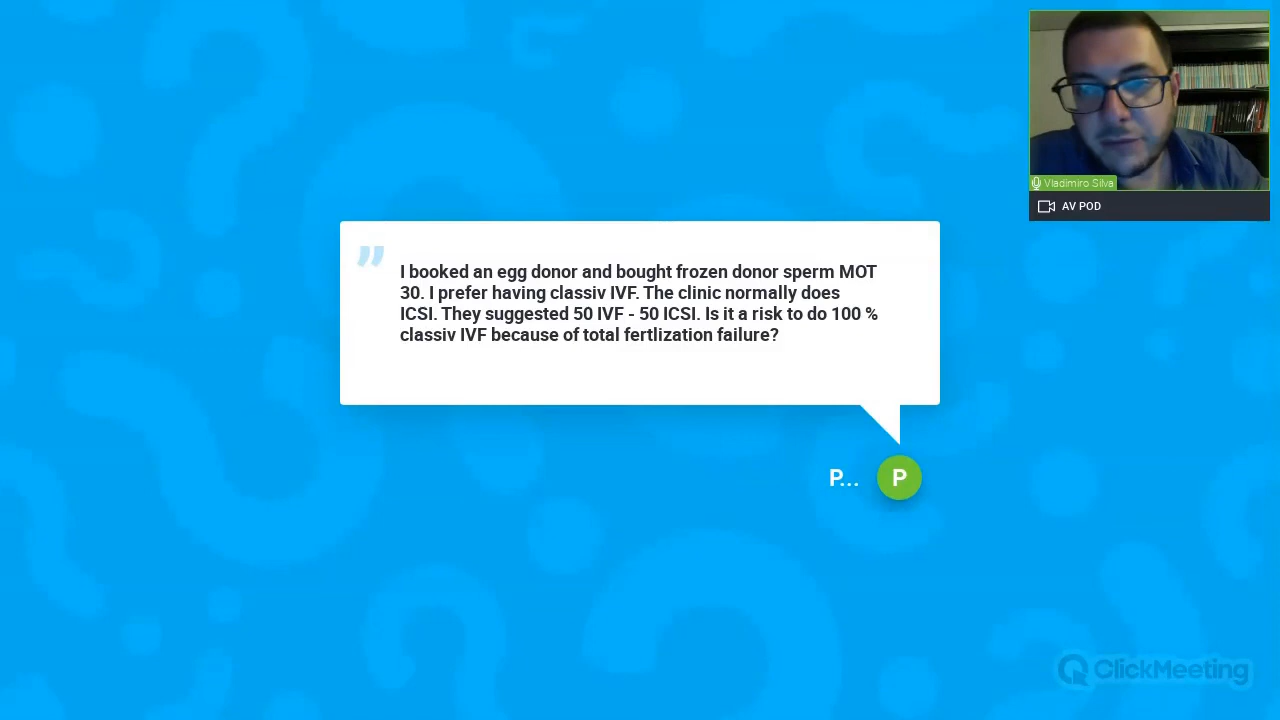 Vladimiro Silva
AV POD
”
I booked an egg donor and bought frozen donor sperm MOT
30. I prefer having classiv IVF. The clinic normally does
ICSI. They suggested 50 IVF - 50 ICSI. Is it a risk to do 100 %
classiv IVF because of total fertlization failure?
P... P
ClickMeeting